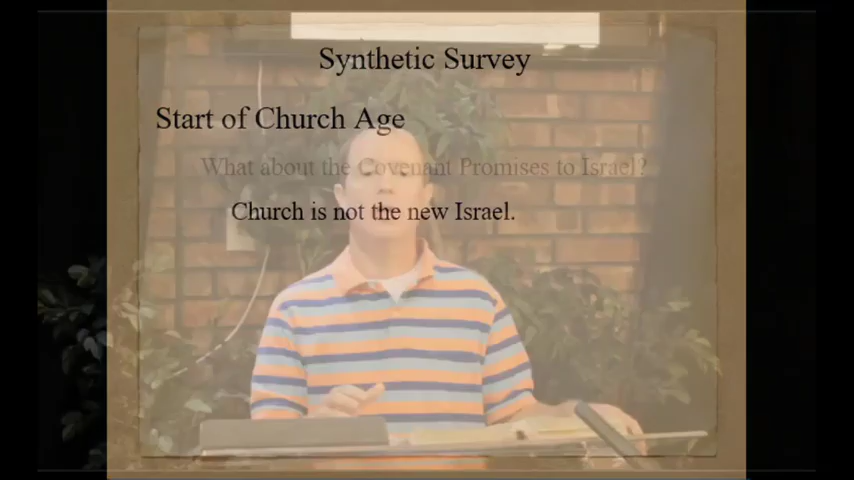 Synthetic Survey
Start of Church Age
What about the Covenant Promises to Israel?
Church is not the new Israel.